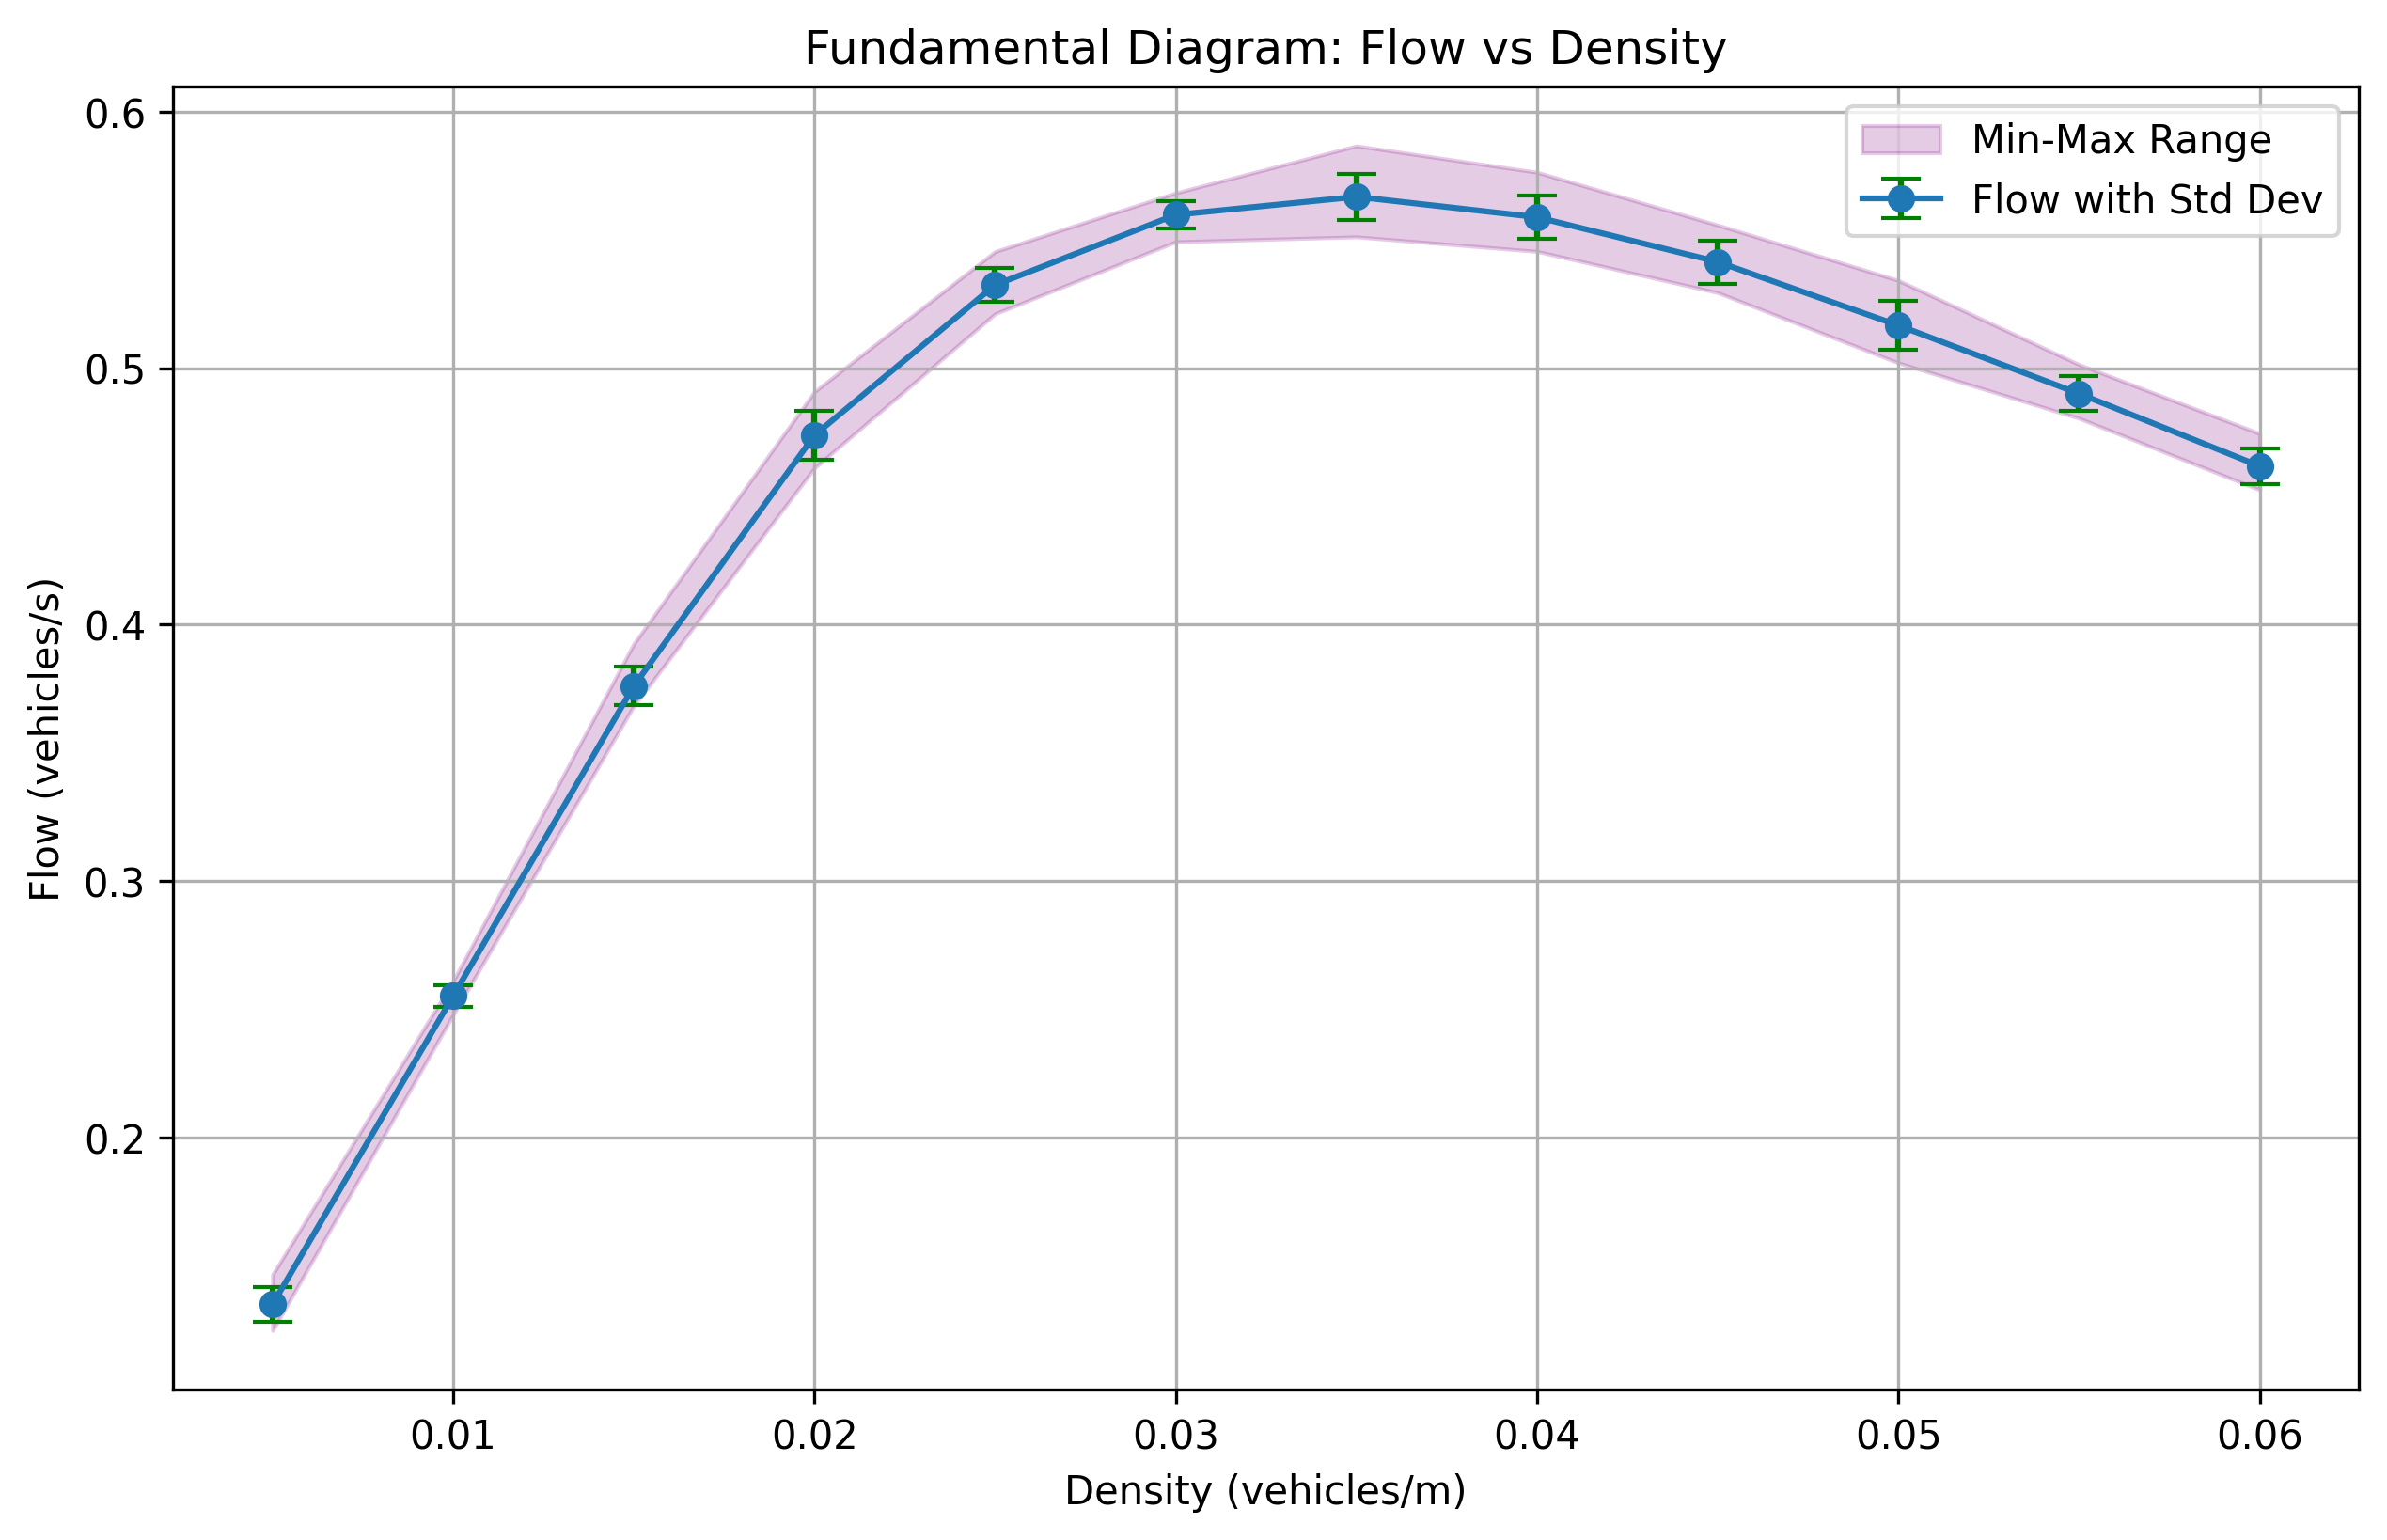 Fundamental Diagram: Flow vs Density
Min-Max Range
Flow with Std Dev
0.6
0.5
0.4
0.3
0.2
Flow (vehicles/s)
0.01 0.02 0.03 0.04 0.05 0.06
Density (vehicles/m)